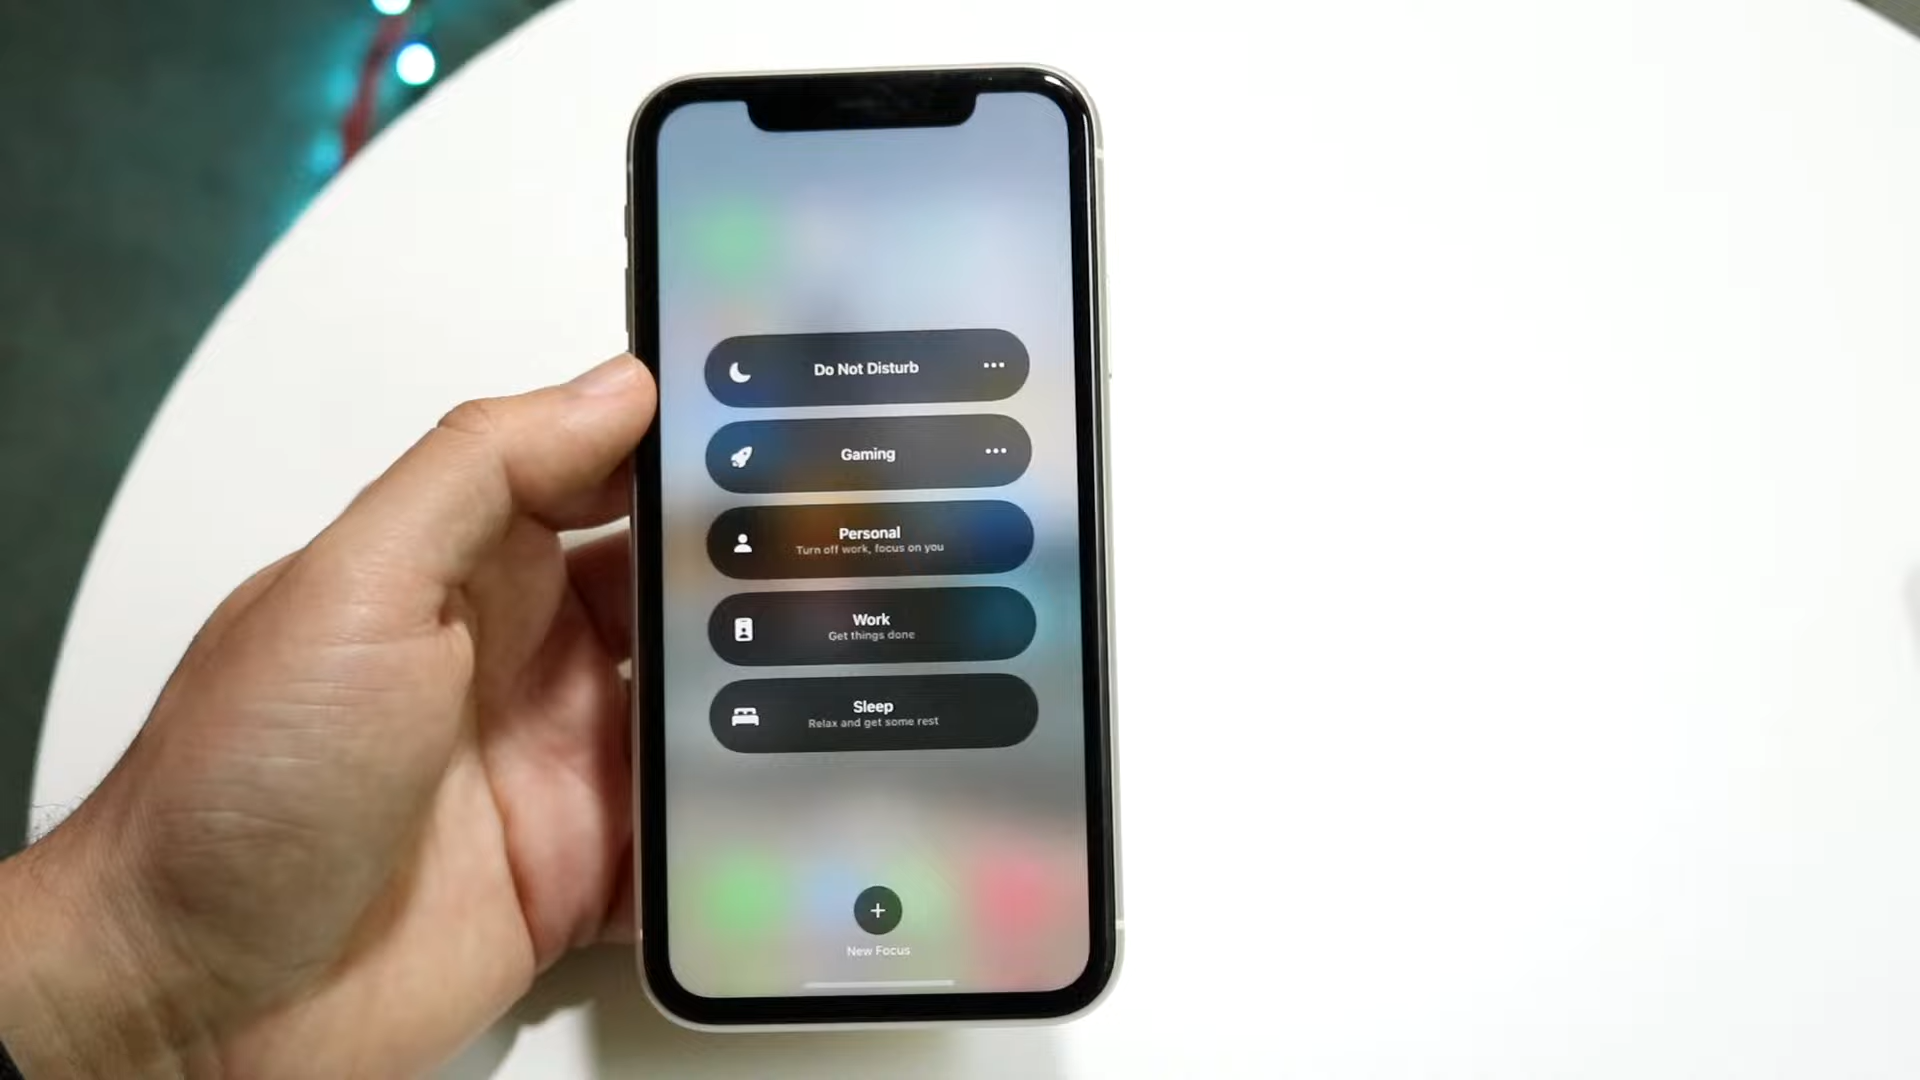 Do Not Disturb
Gaming
Personal
Turn off work, focus on you
Work
Get things done
Sleep
Relax and get some rest
New Focus